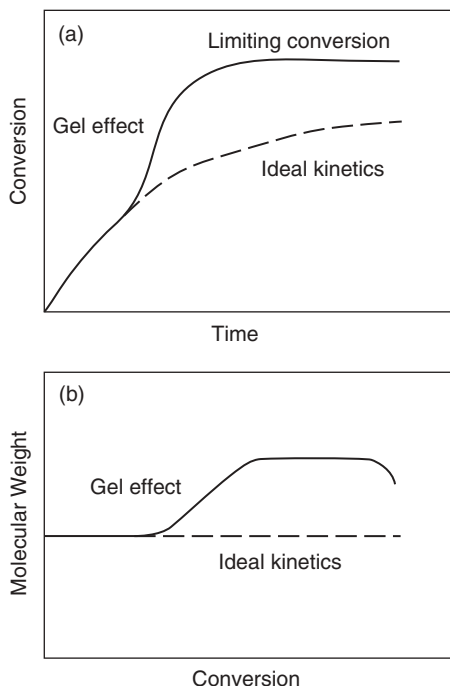 (a)
Limiting conversion
Gel effect
Ideal kinetics
Conversion
Time
(b)
Gel effect
Ideal kinetics
Molecular Weight
Conversion